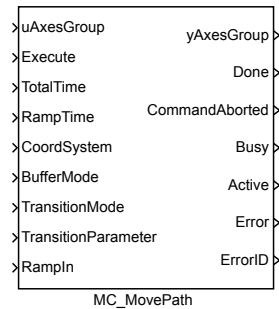 uAxesGroup
Execute
TotalTime
RampTime
CoordSystem
BufferMode
TransitionMode
TransitionParameter
RampIn
yAxesGroup
Done
CommandAborted
Busy
Active
Error
ErrorID
MC_MovePath